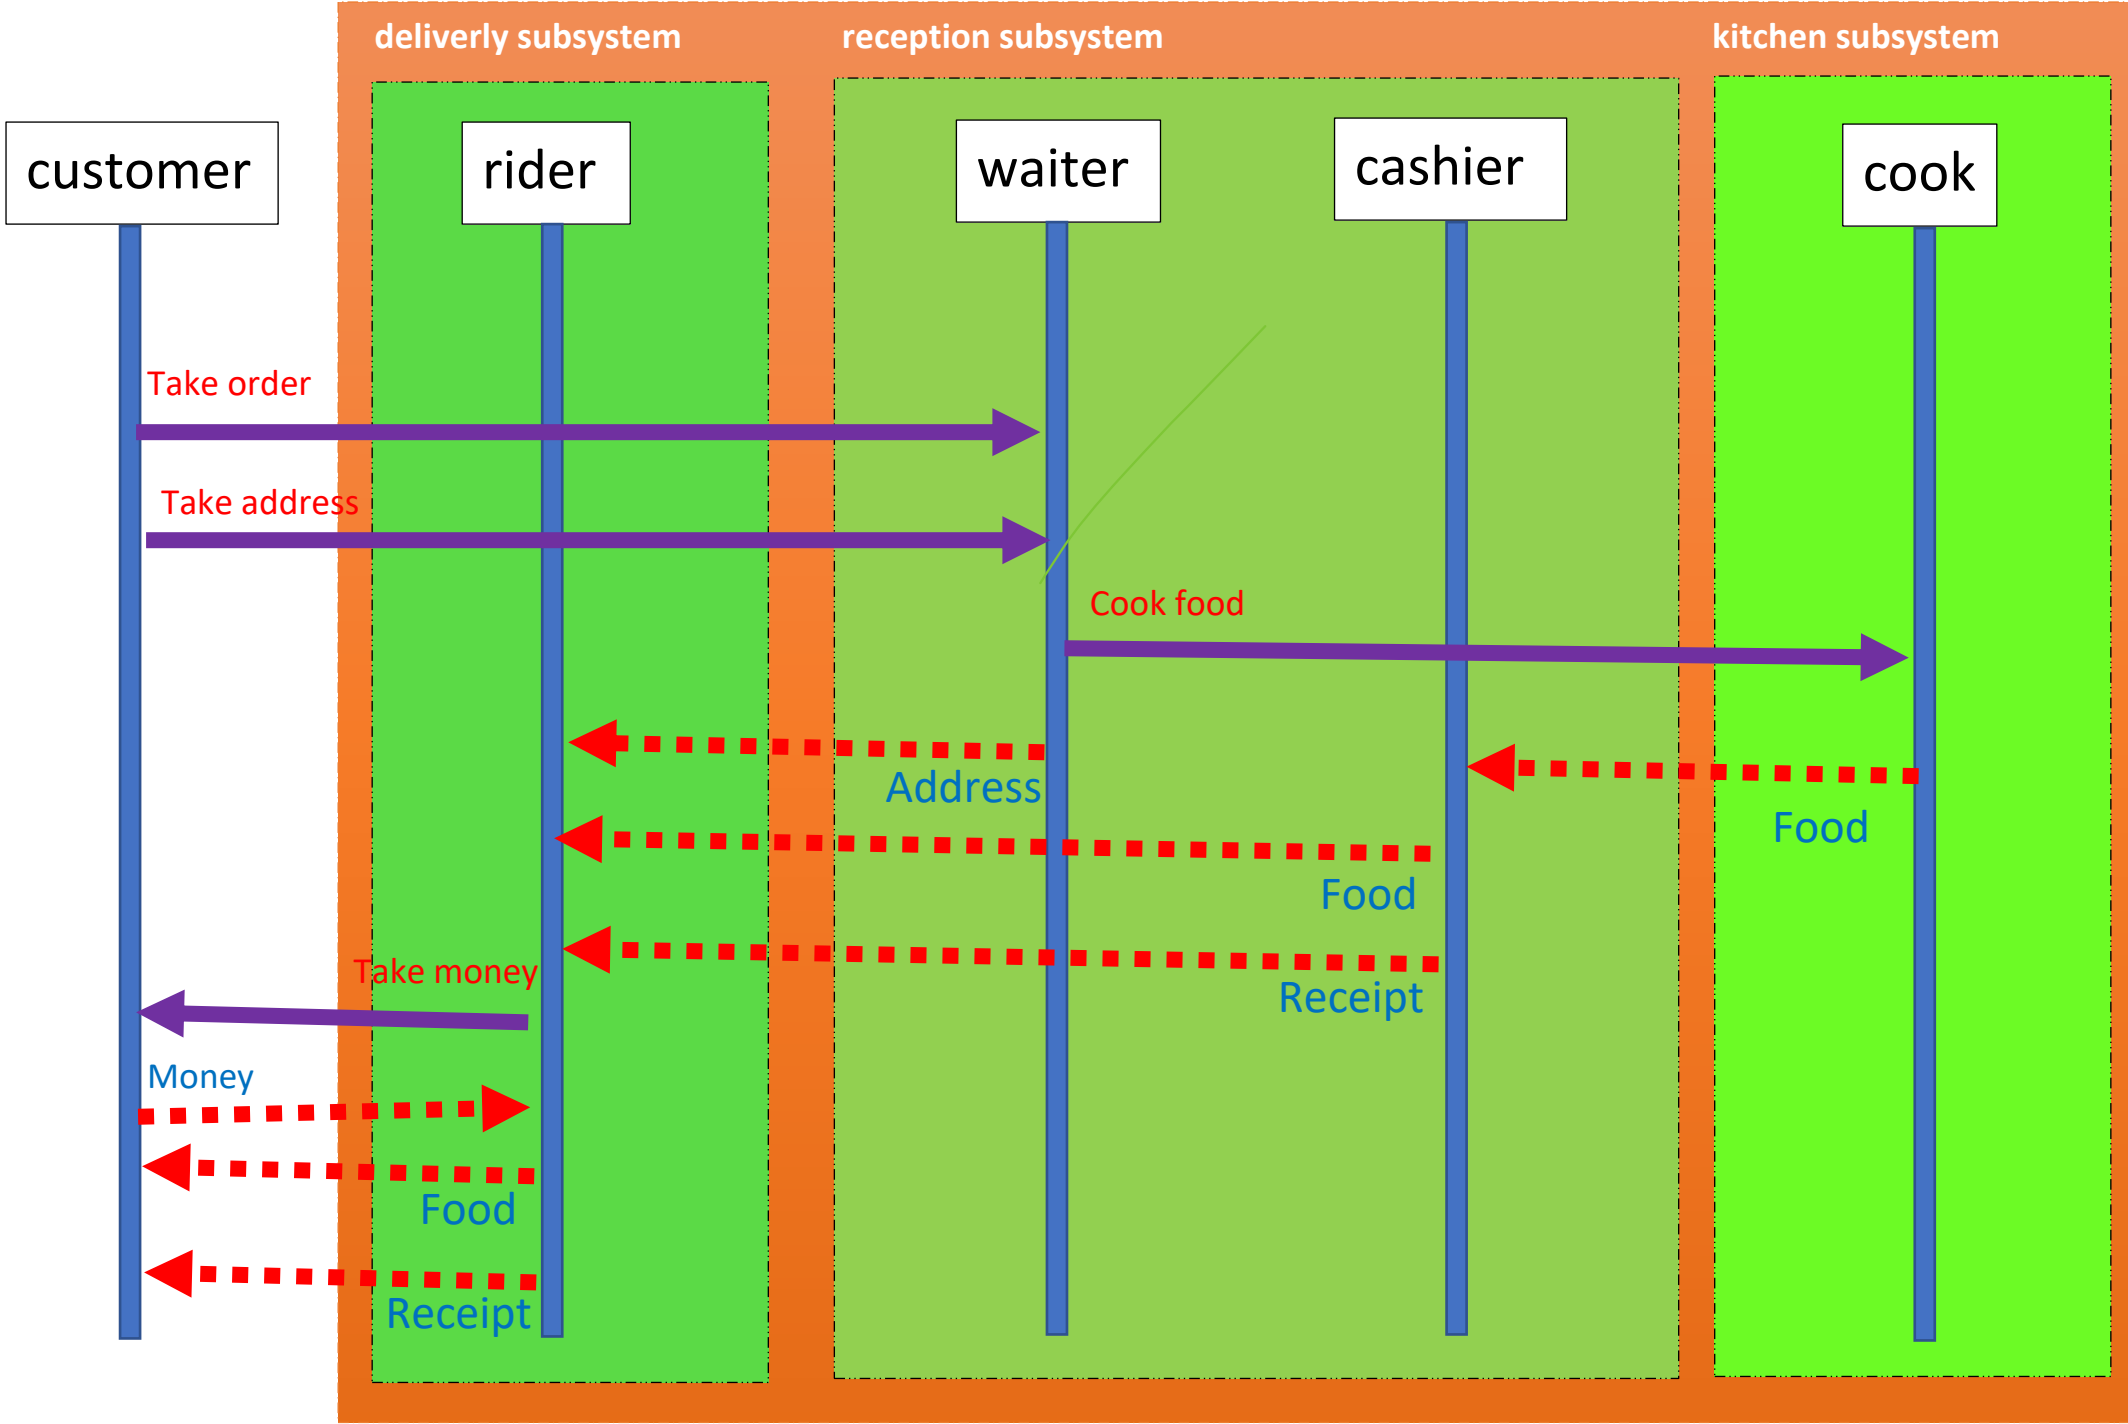 deliverly subsystem
reception subsystem
kitchen subsystem
customer
rider
waiter
cashier
cook
Take order
Take address
Cook food
Address
Food
Food
Receipt
Take money
Money
Food
Receipt